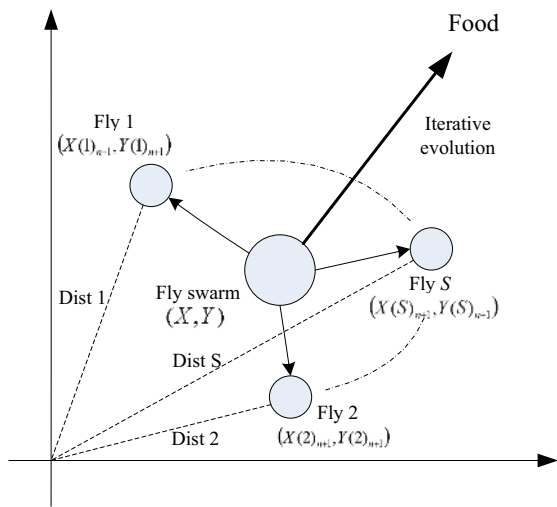 Food
Iterative
evolution
Fly 1
(X(1)ₙ₊₁, Y(1)ₙ₊₁)
Dist 1
Fly swarm
(X, Y)
Fly S
(X(S)ₙ₊₁, Y(S)ₙ₊₁)
Dist S
Fly 2
(X(2)ₙ₊₁, Y(2)ₙ₊₁)
Dist 2